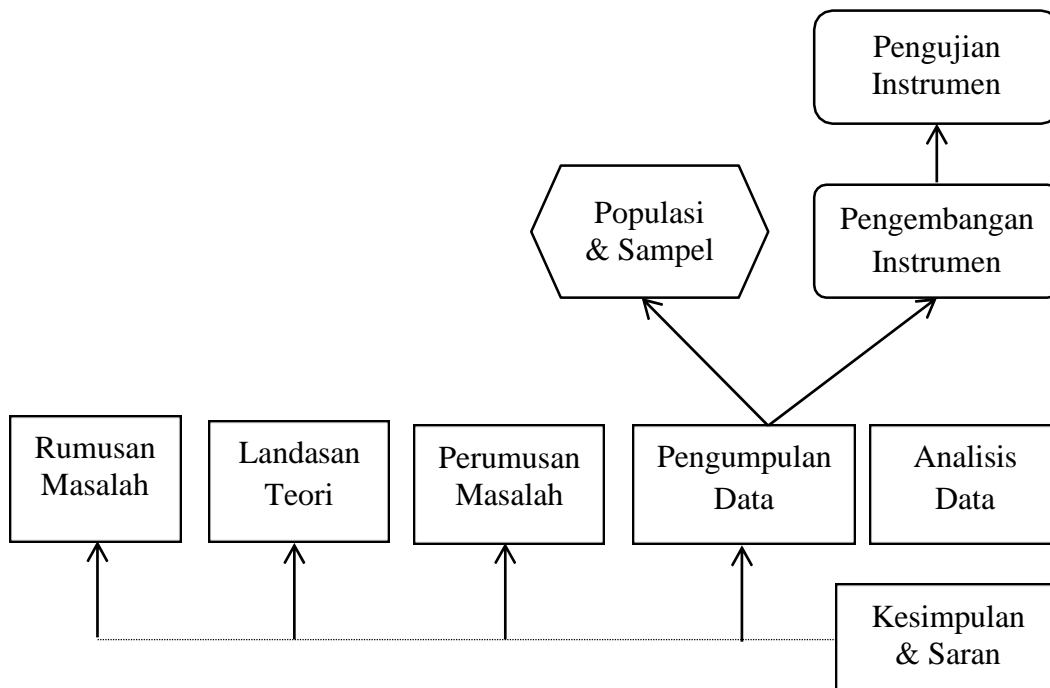 Pengujian
Instrumen
Populasi
& Sampel
Pengembangan
Instrumen
Rumusan
Masalah
Landasan
Teori
Perumusan
Masalah
Pengumpulan
Data
Analisis
Data
Kesimpulan
& Saran